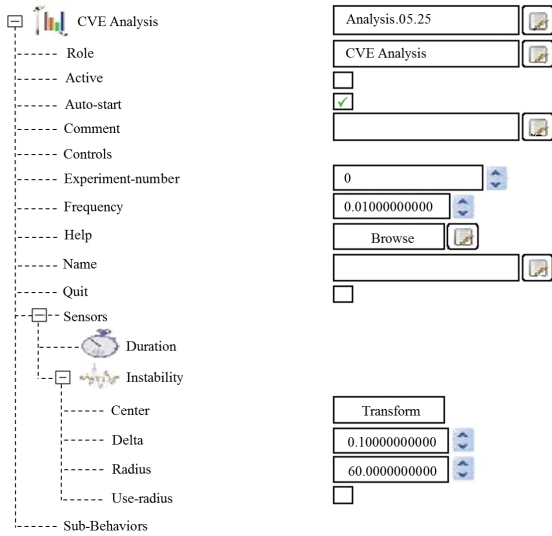 CVE Analysis Analysis.05.25
Role CVE Analysis
Active
Auto-start
Comment
Controls
Experiment-number 0
Frequency 0.01000000000
Help Browse
Name
Quit
Sensors
Duration
Instability
Center Transform
Delta 0.10000000000
Radius 60.0000000000
Use-radius
Sub-Behaviors